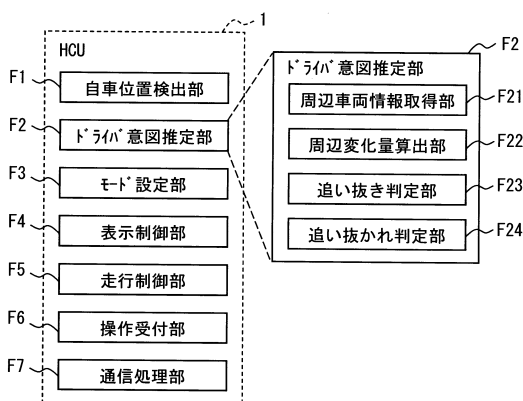 1
HCU
F1
自車位置検出部
F2
ドライバ意図推定部
F3
モード設定部
F4
表示制御部
F5
走行制御部
F6
操作受付部
F7
通信処理部
F2
ドライバ意図推定部
周辺車両情報取得部
F21
周辺変化量算出部
F22
追い抜き判定部
F23
追い抜かれ判定部
F24